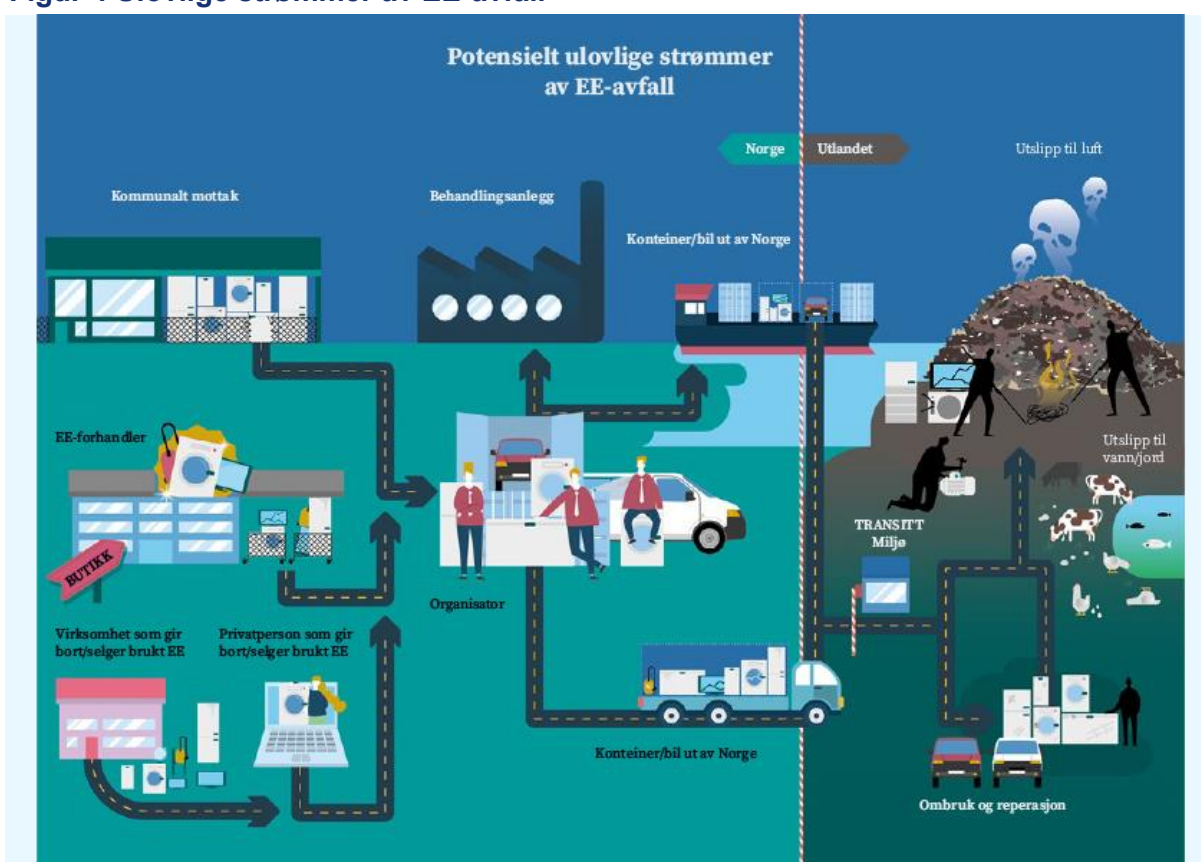 Potensielt ulovlige strømmer
av EE-avfall
Norge
Utlandet
Utslipp til luft
Kommunalt mottak
Behandlingsanlegg
Konteiner/bil ut av Norge
EE-forhandler
Utslipp til
vann/jord
TRANSITT
Miljø
BUTIKK
Organisator
Virksomhet som gir
bort/selger brukt EE
Privatperson som gir
bort/selger brukt EE
Konteiner/bil ut av Norge
Ombruk og reperasjon